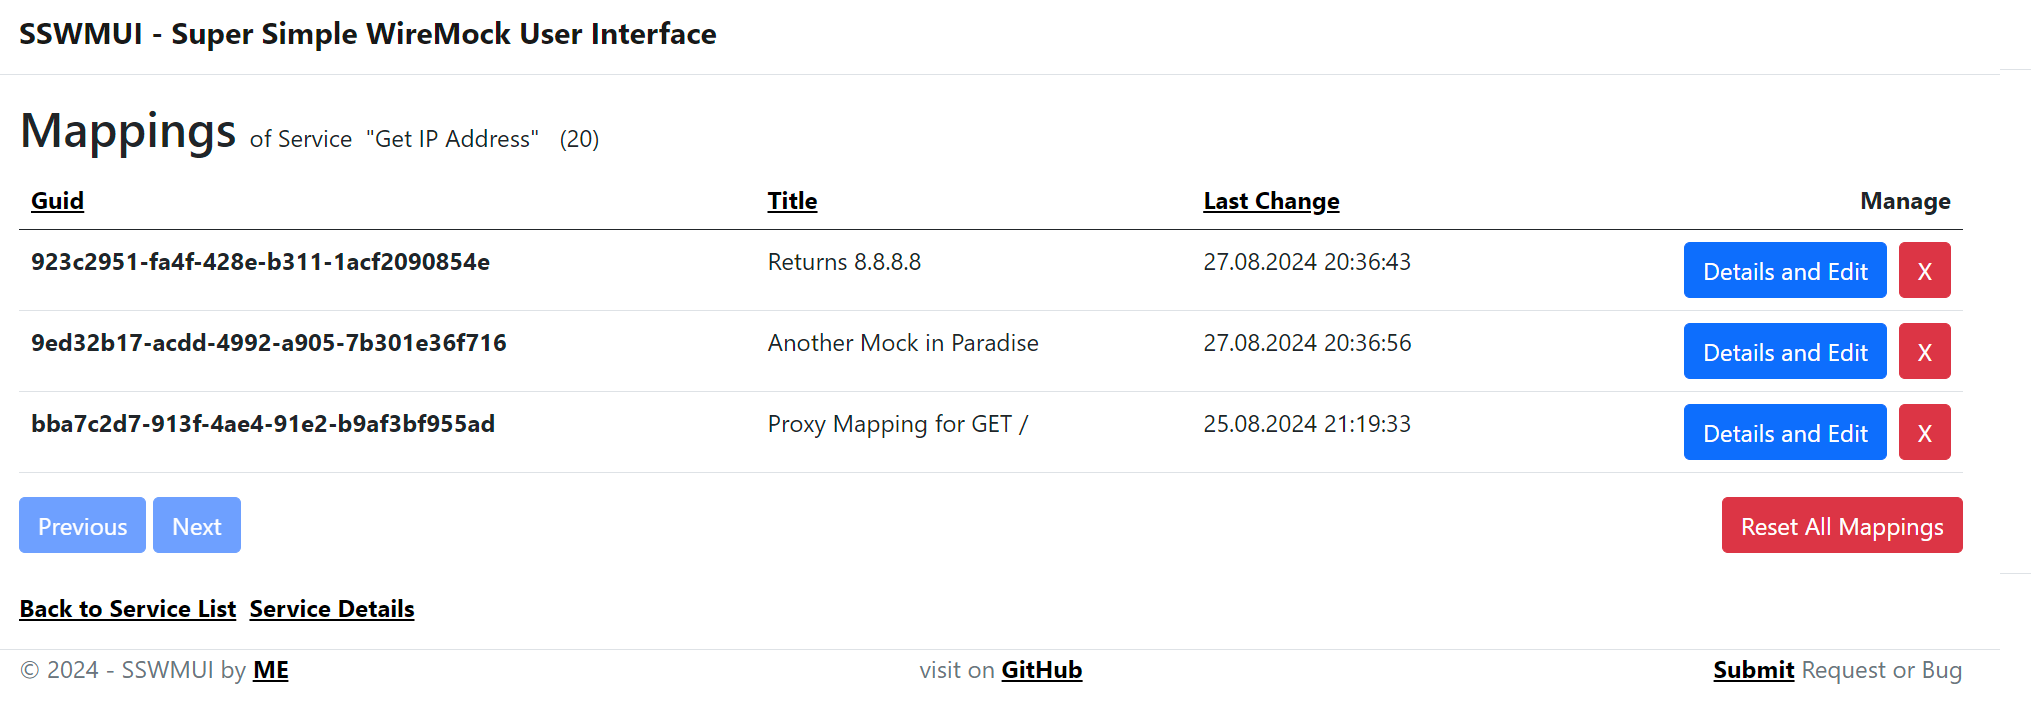 SSWMUI - Super Simple WireMock User Interface
Mappings of Service "Get IP Address" (20)
Guid Title Last Change Manage
923c2951-fa4f-428e-b311-1acf2090854e Returns 8.8.8.8 27.08.2024 20:36:43 Details and Edit X
9ed32b17-acdd-4992-a905-7b301e36f716 Another Mock in Paradise 27.08.2024 20:36:56 Details and Edit X
bba7c2d7-913f-4ae4-91e2-b9af3bf955ad Proxy Mapping for GET / 25.08.2024 21:19:33 Details and Edit X
Previous Next Reset All Mappings
Back to Service List Service Details
© 2024 - SSWMUI by ME visit on GitHub Submit Request or Bug